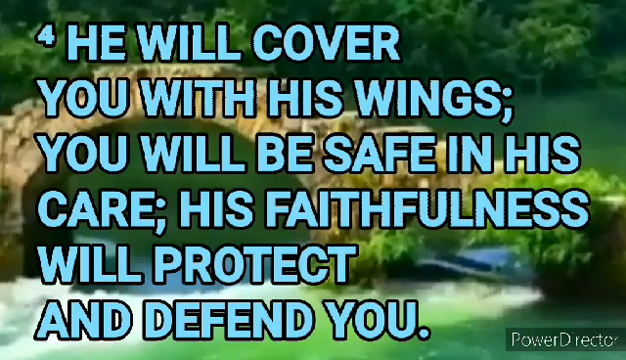 ⁴ HE WILL COVER
YOU WITH HIS WINGS;
YOU WILL BE SAFE IN HIS
CARE; HIS FAITHFULNESS
WILL PROTECT
AND DEFEND YOU.
PowerDirector